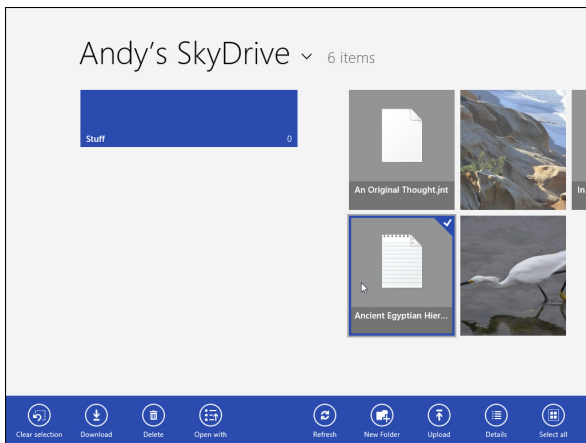 Andy's SkyDrive 6 items
Stuff 0
An Original Thought.jnt
In
Ancient Egyptian Hier...
Clear selection Download Delete Open with Refresh New Folder Upload Details Select all